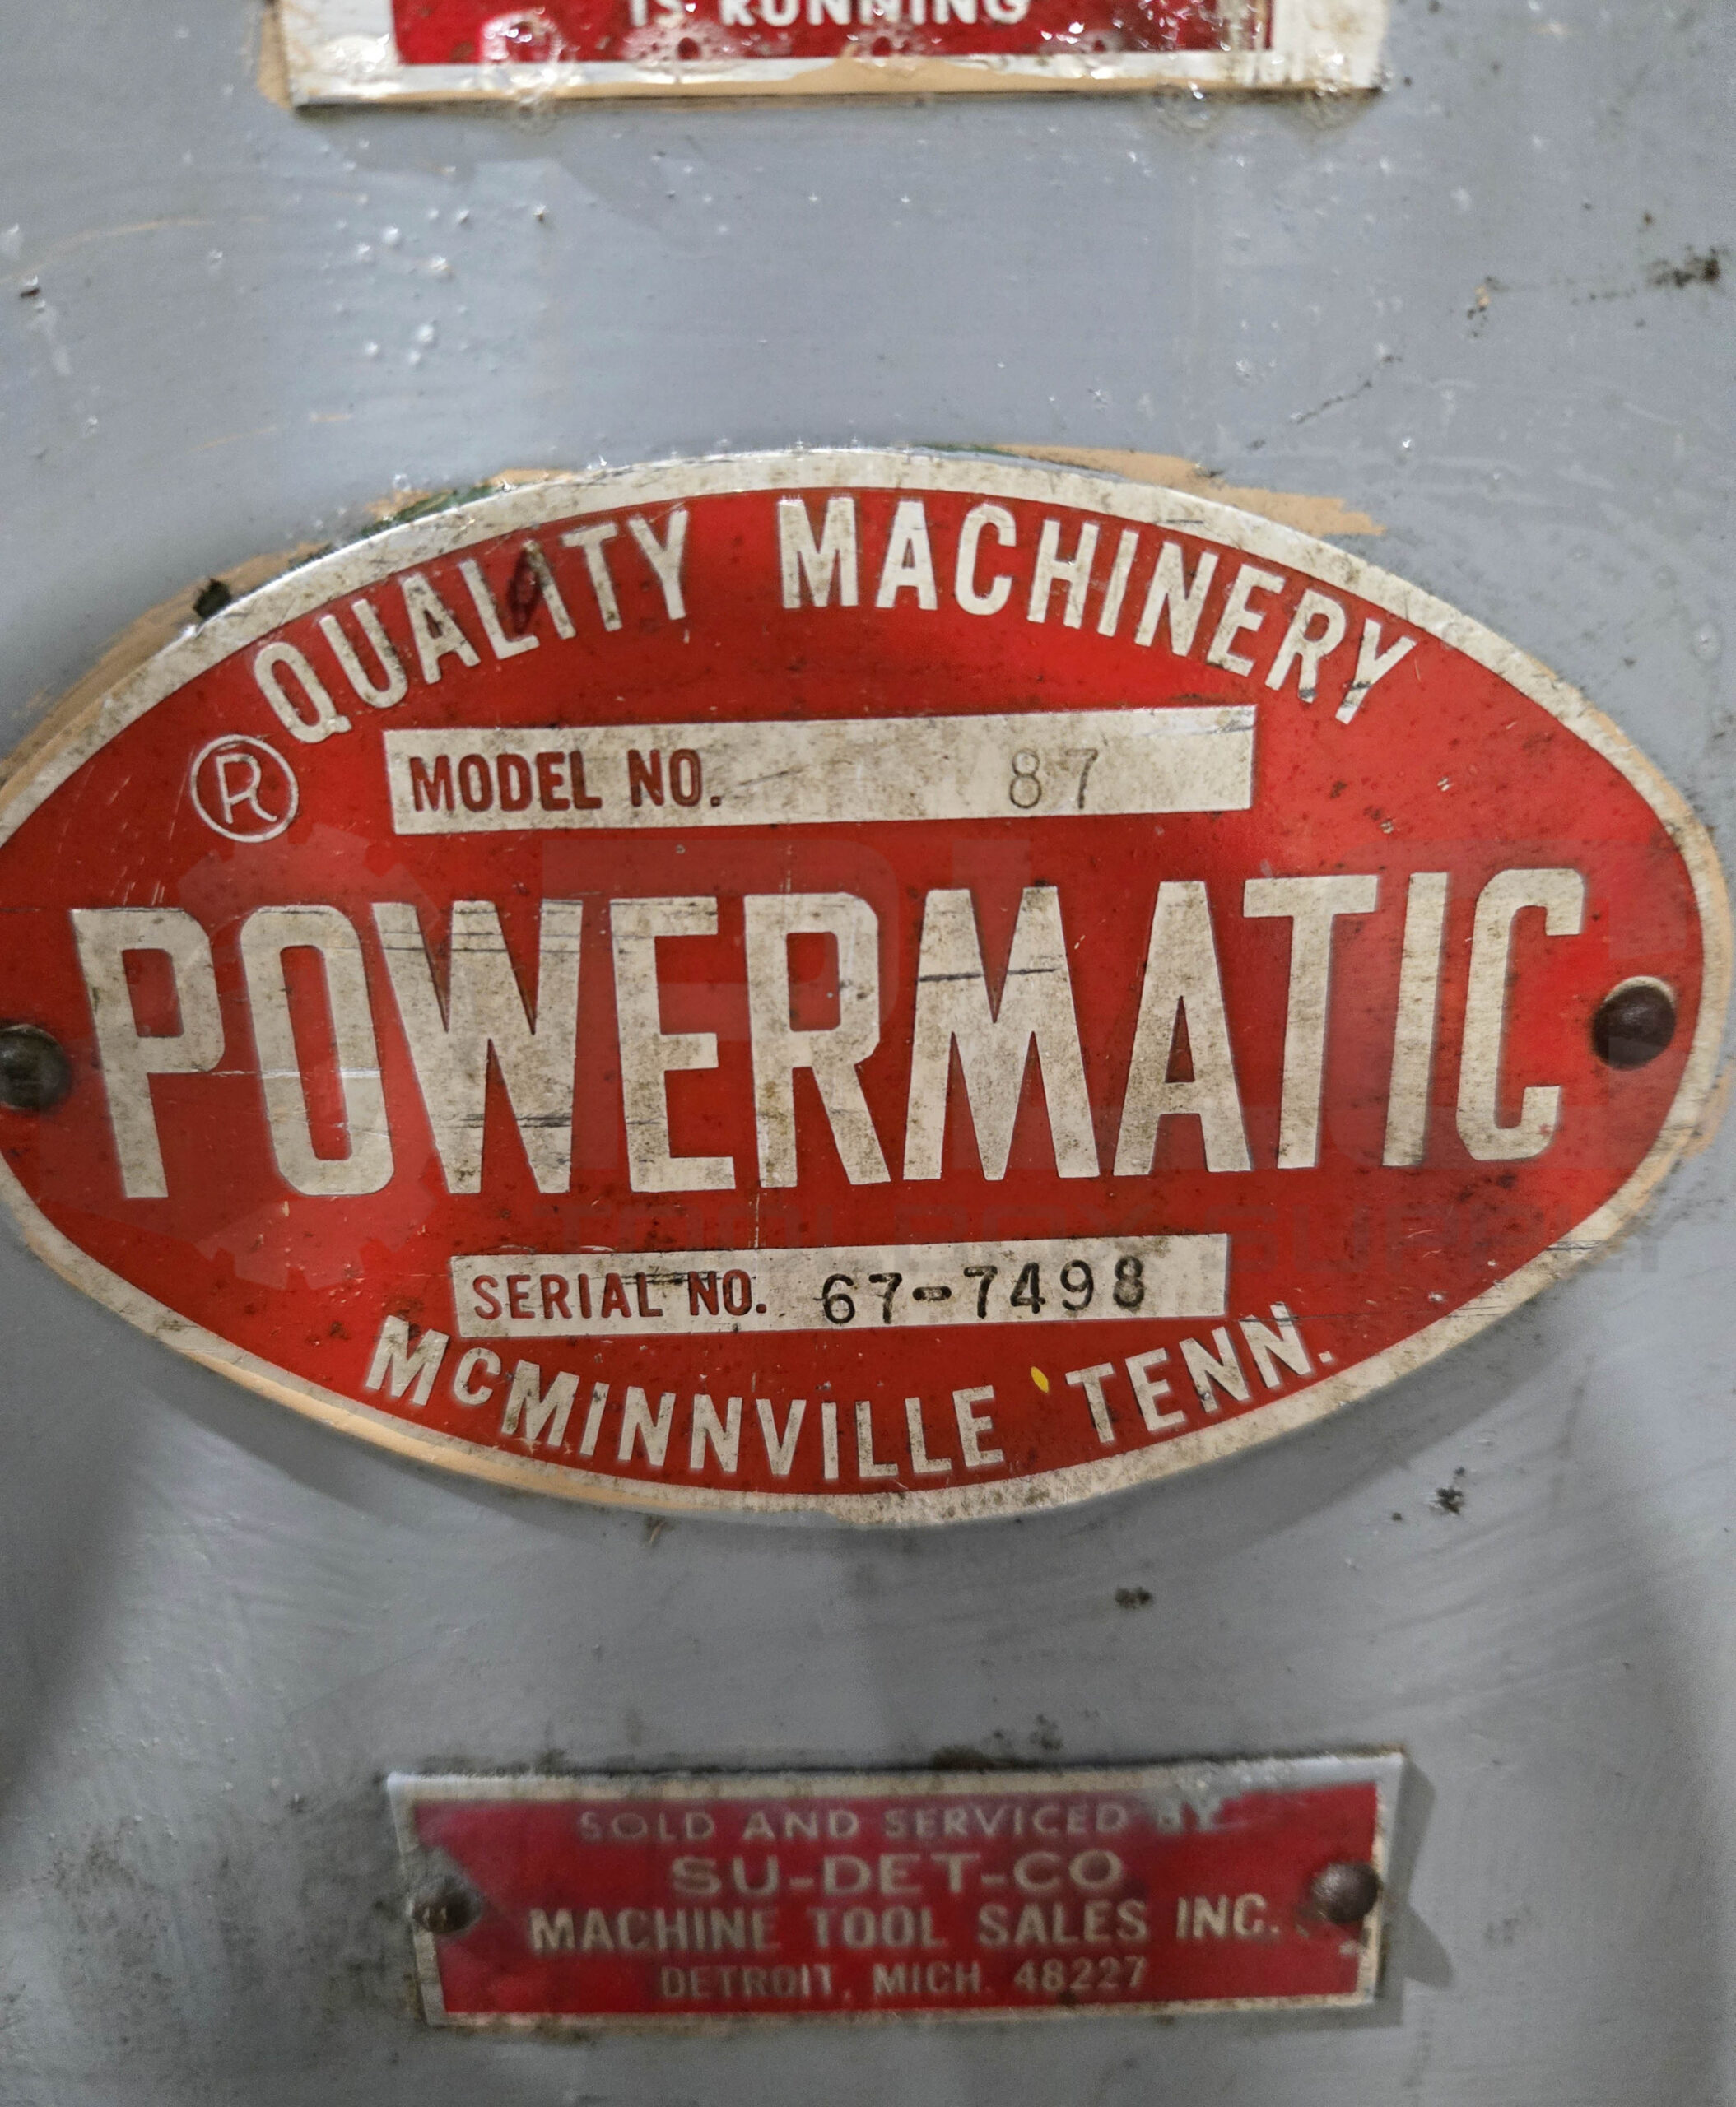 IS RUNNING
QUALITY MACHINERY
®
MODEL NO. 87
POWERMATIC
SERIAL NO. 67-7498
McMINNVILLE TENN.
SOLD AND SERVICED BY
SU-DET-CO
MACHINE TOOL SALES INC.
DETROIT, MICH. 48227